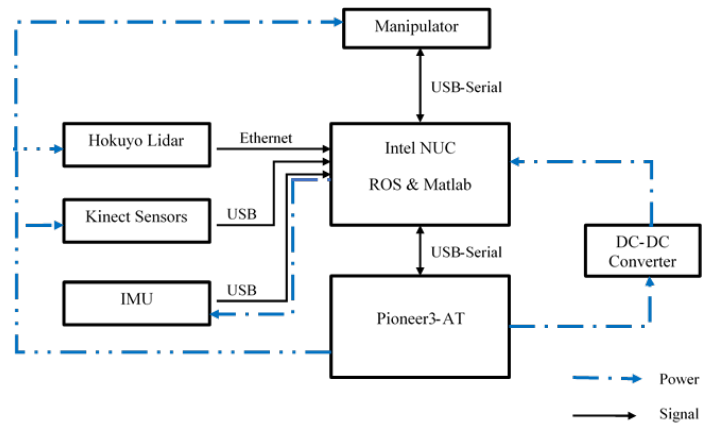 Manipulator
USB-Serial
Hokuyo Lidar
Ethernet
Intel NUC
ROS & Matlab
Kinect Sensors
USB
USB-Serial
DC-DC
Converter
IMU
USB
Pioneer3-AT
Power
Signal